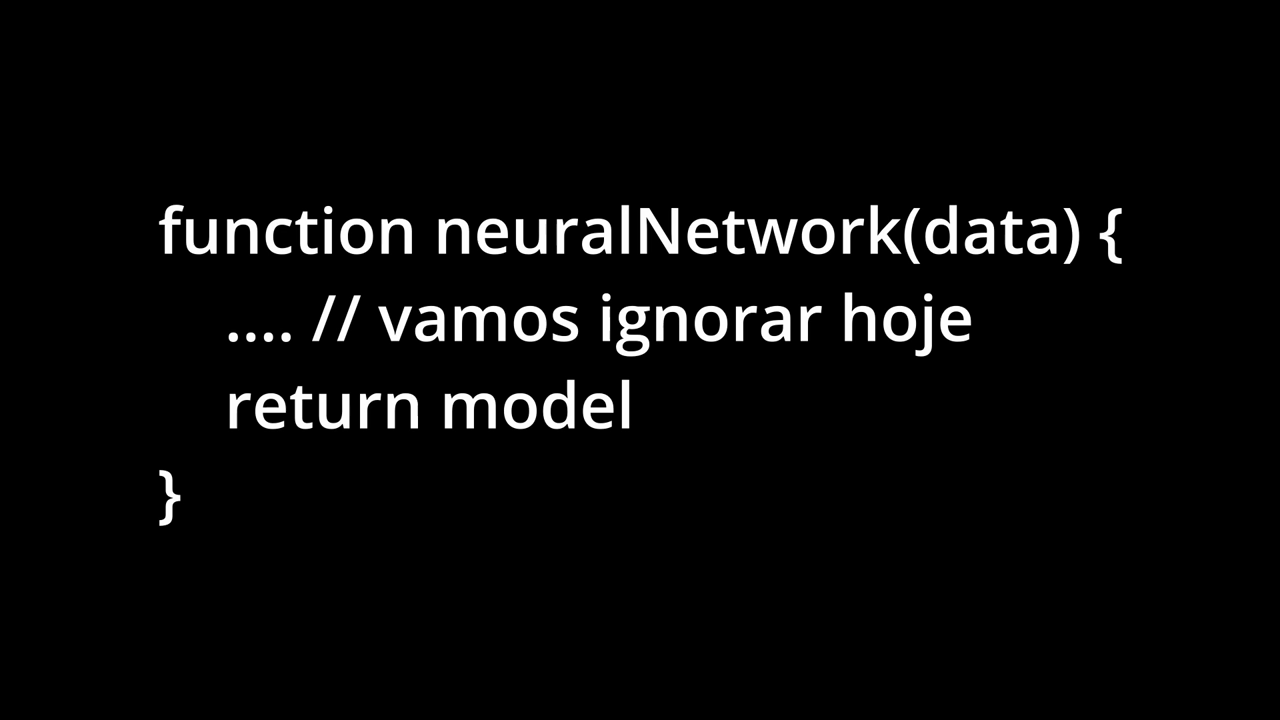 function neuralNetwork(data) {
.... // vamos ignorar hoje
return model
}